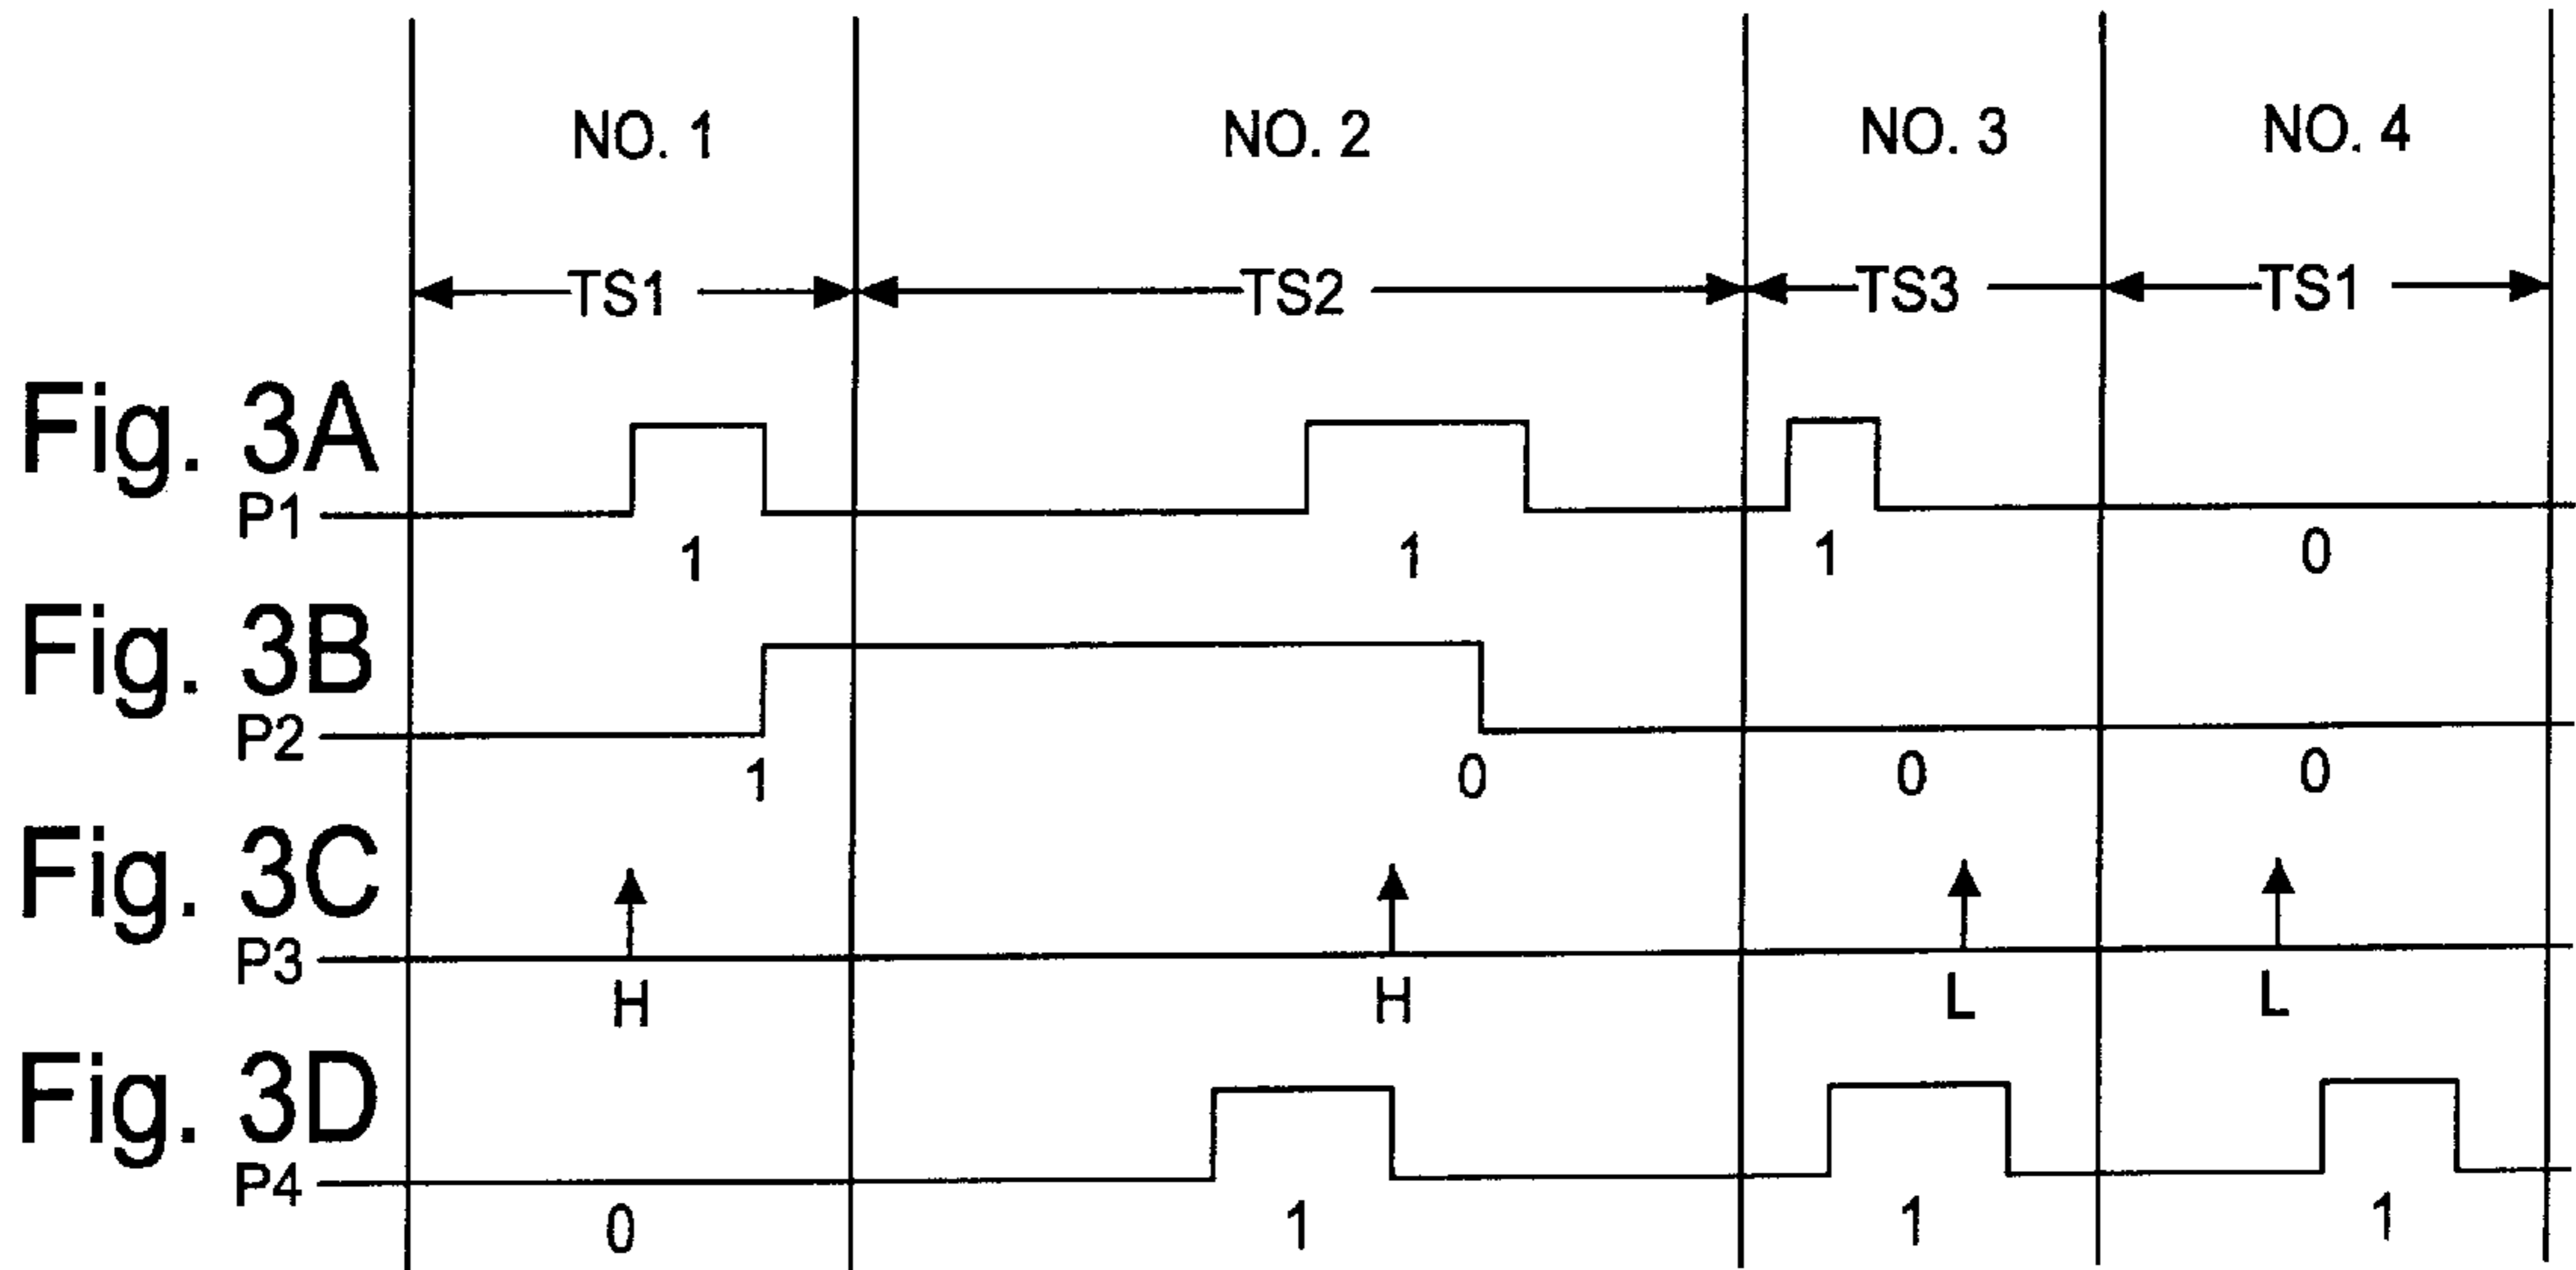 NO. 1 NO. 2 NO. 3 NO. 4
TS1 TS2 TS3 TS1
Fig. 3A
P1
1 1 1 0
Fig. 3B
P2
1 0 0 0
Fig. 3C
P3
H H L L
Fig. 3D
P4
0 1 1 1